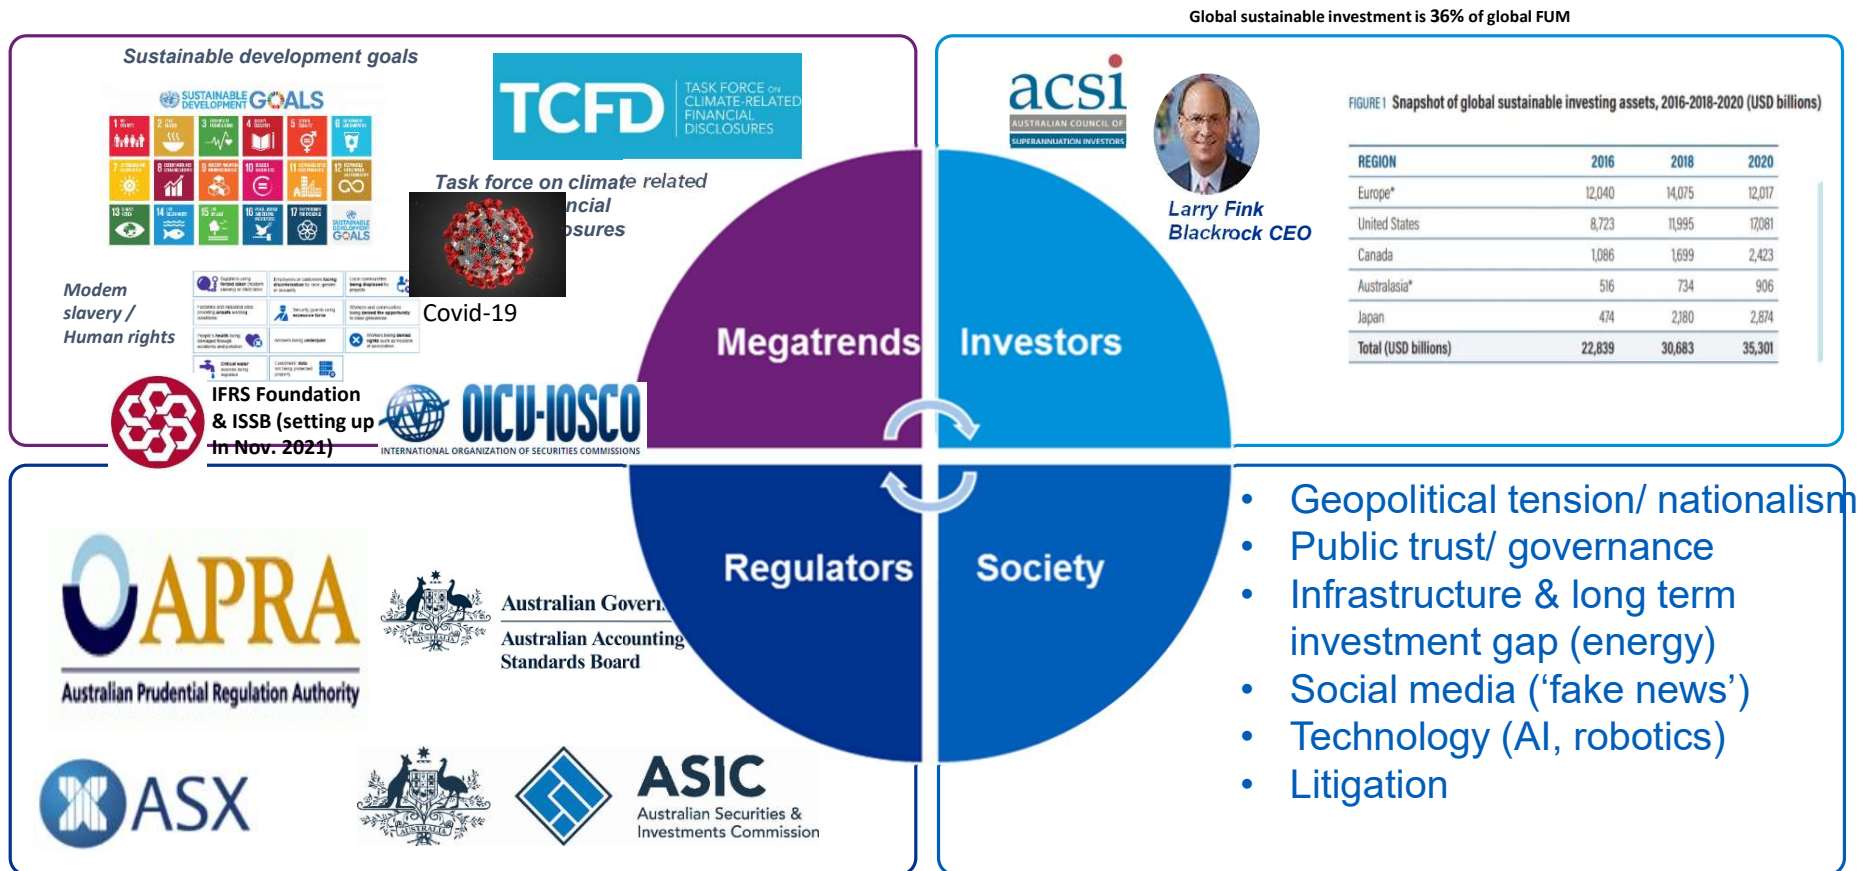 Global sustainable investment is 36% of global FUM
Sustainable development goals
SUSTAINABLE
DEVELOPMENT GOALS
TCFD
TASK FORCE ON
CLIMATE-RELATED
FINANCIAL
DISCLOSURES
Task force on climate related
ncial
osures
Covid-19
Modem
slavery /
Human rights
IFRS Foundation
& ISSB (setting up
In Nov. 2021)
OICU-IOSCO
INTERNATIONAL ORGANIZATION OF SECURITIES COMMISSIONS
Megatrends
Investors
Regulators
Society
acsi
AUSTRALIAN COUNCIL OF
SUPERANNUATION INVESTORS
Larry Fink
Blackrock CEO
FIGURE 1 Snapshot of global sustainable investing assets, 2016-2018-2020 (USD billions)
REGION 2016 2018 2020
Europe* 12,040 14,075 12,017
United States 8,723 11,995 17,081
Canada 1,086 1,699 2,423
Australasia* 516 734 906
Japan 474 2,180 2,874
Total (USD billions) 22,839 30,683 35,301
APRA
Australian Prudential Regulation Authority
Australian Govern
Australian Accounting
Standards Board
ASX
ASIC
Australian Securities &
Investments Commission
• Geopolitical tension/ nationalism
• Public trust/ governance
• Infrastructure & long term
investment gap (energy)
• Social media (‘fake news’)
• Technology (AI, robotics)
• Litigation